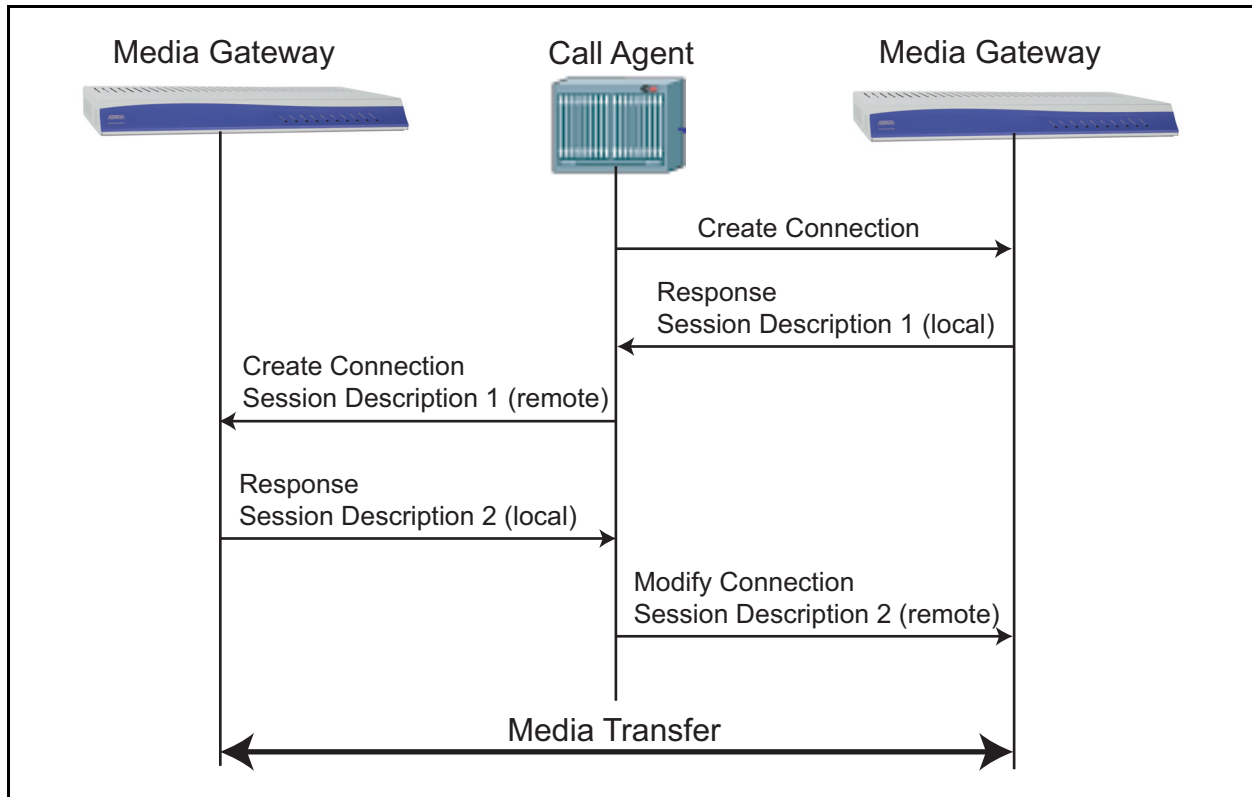 Media Gateway
Call Agent
Media Gateway
Create Connection
Response
Session Description 1 (local)
Create Connection
Session Description 1 (remote)
Response
Session Description 2 (local)
Modify Connection
Session Description 2 (remote)
Media Transfer